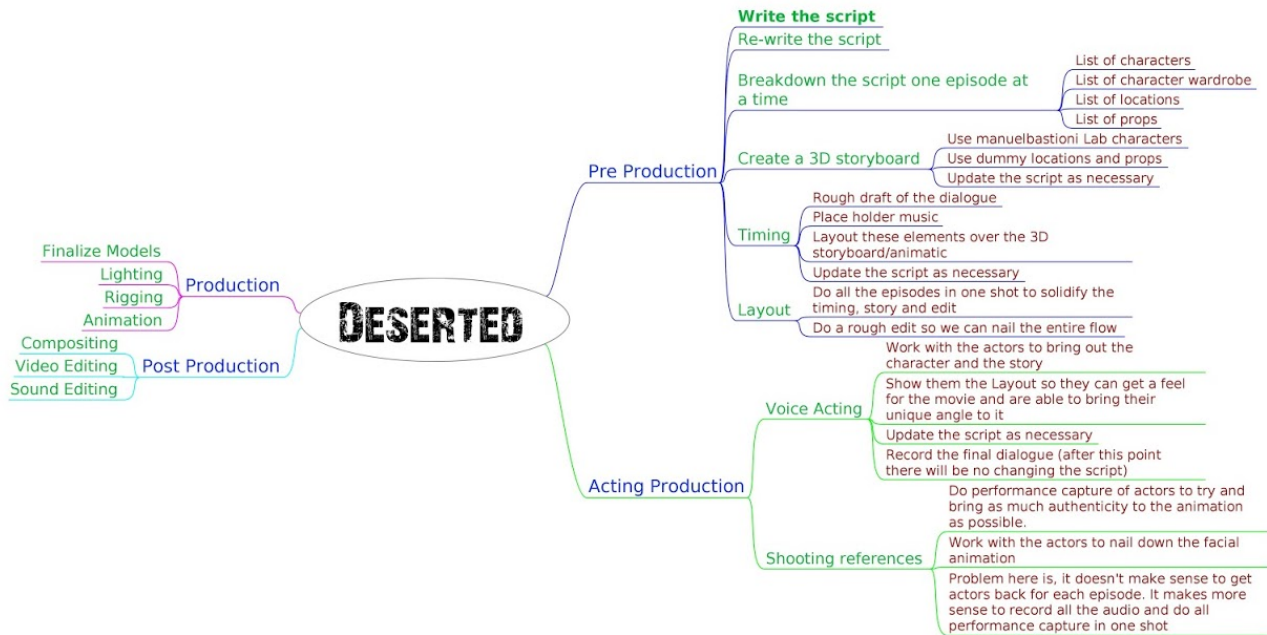 DESERTED
Pre Production
Write the script
Re-write the script
Breakdown the script one episode at
a time
List of characters
List of character wardrobe
List of locations
List of props
Create a 3D storyboard
Use manuelbastioni Lab characters
Use dummy locations and props
Update the script as necessary
Timing
Rough draft of the dialogue
Place holder music
Layout these elements over the 3D
storyboard/animatic
Update the script as necessary
Layout
Do all the episodes in one shot to solidify the
timing, story and edit
Do a rough edit so we can nail the entire flow
Acting Production
Voice Acting
Work with the actors to bring out the
character and the story
Show them the Layout so they can get a feel
for the movie and are able to bring their
unique angle to it
Update the script as necessary
Record the final dialogue (after this point
there will be no changing the script)
Shooting references
Do performance capture of actors to try and
bring as much authenticity to the animation
as possible.
Work with the actors to nail down the facial
animation
Problem here is, it doesn't make sense to get
actors back for each episode. It makes more
sense to record all the audio and do all
performance capture in one shot
Production
Finalize Models
Lighting
Rigging
Animation
Post Production
Compositing
Video Editing
Sound Editing